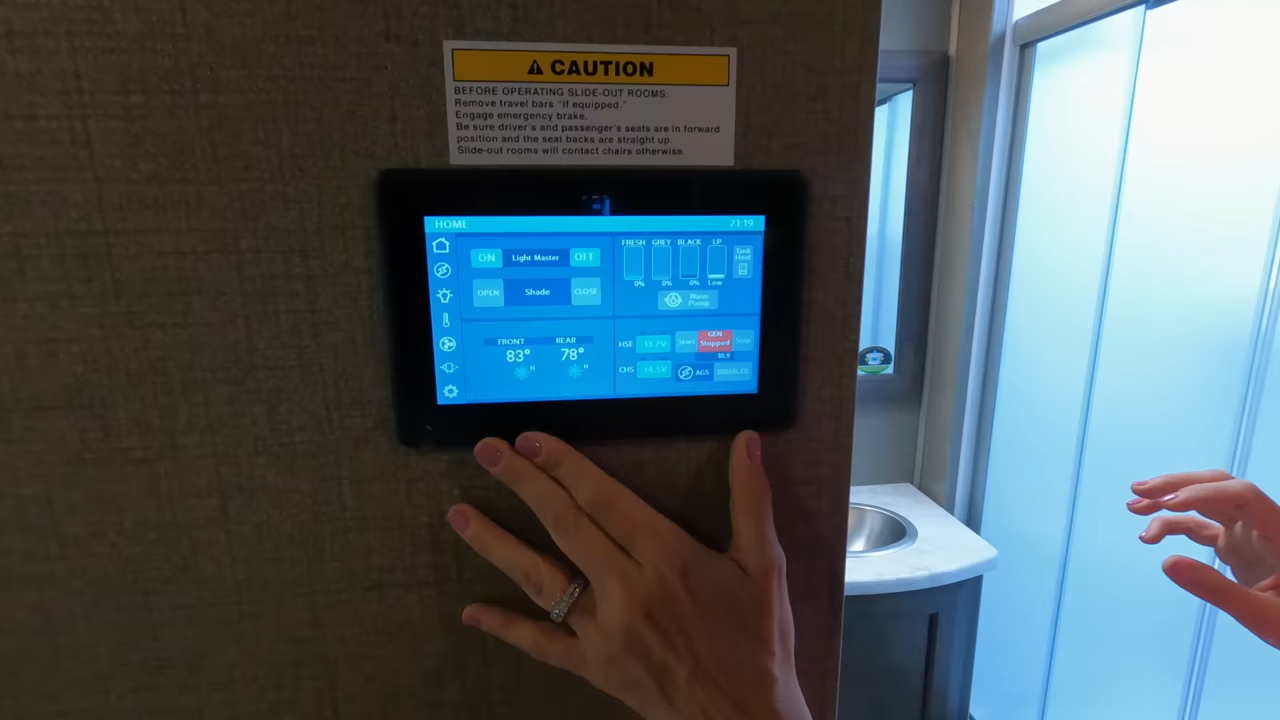 CAUTION
BEFORE OPERATING SLIDE-OUT ROOMS:
Remove travel bars "if equipped."
Engage emergency brake.
Be sure driver's and passenger's seats are in forward
position and the seat backs are straight up.
Slide-out rooms will contact chairs otherwise.
HOME 21:19
ON Light Master OFF
OPEN Shade CLOSE
FRESH GREY BLACK LP
0% 0% 0% Low
Tank
Heat
Water
Pump
FRONT REAR
83° 78°
HSE 13.7V
CHS 14.5V
Start GEN Stop
Stopped
10.9
AGS DISABLED